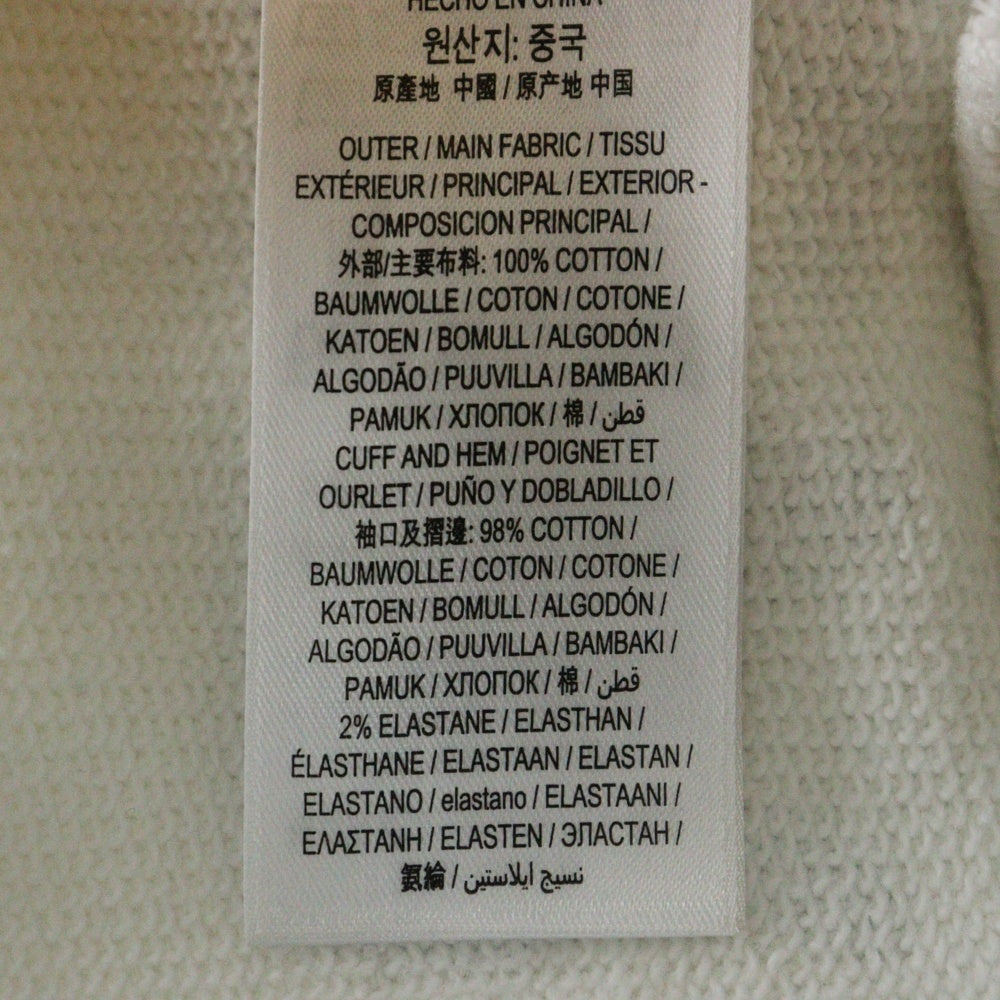 HECHO EN CHINA
원산지: 중국
原產地 中國 / 原产地 中国
OUTER / MAIN FABRIC / TISSU
EXTÉRIEUR / PRINCIPAL / EXTERIOR -
COMPOSICION PRINCIPAL /
外部/主要布料: 100% COTTON /
BAUMWOLLE / COTON / COTONE /
KATOEN / BOMULL / ALGODÓN /
ALGODÃO / PUUVILLA / BAMBAKI /
PAMUK / ХЛОПОК / 棉 / قطن
CUFF AND HEM / POIGNET ET
OURLET / PUÑO Y DOBLADILLO /
袖口及摺邊: 98% COTTON /
BAUMWOLLE / COTON / COTONE /
KATOEN / BOMULL / ALGODÓN /
ALGODÃO / PUUVILLA / BAMBAKI /
PAMUK / ХЛОПОК / 棉 / قطن
2% ELASTANE / ELASTHAN /
ÉLASTHANE / ELASTAAN / ELASTAN /
ELASTANO / elastano / ELASTAANI /
ΕΛΑΣΤΑΝΗ / ELASTEN / ЭЛАСТАН /
氨綸 / نسيج ايلاستين